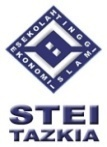 SEKOLAH TINGGI
EKONOMI ISLAM
STEI
TAZKIA